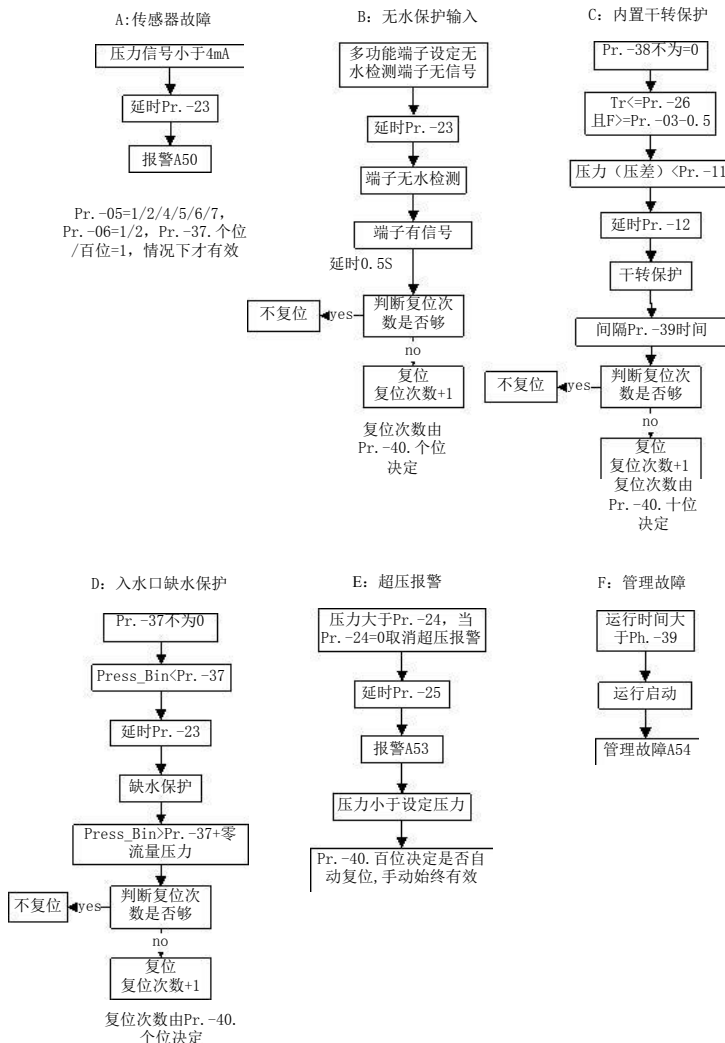 A:传感器故障
压力信号小于4mA
延时Pr.-23
报警A50
Pr.-05=1/2/4/5/6/7,
Pr.-06=1/2, Pr.-37.个位
/百位=1, 情况下才有效
B: 无水保护输入
多功能端子设定无
水检测端子无信号
延时Pr.-23
端子无水检测
端子有信号
延时0.5S
判断复位次
数是否够
yes
不复位
no
复位
复位次数+1
复位次数由
Pr.-40.个位
决定
C: 内置干转保护
Pr.-38不为=0
Tr<=Pr.-26
且F>=Pr.-03-0.5
压力（压差）<Pr.-11
延时Pr.-12
干转保护
间隔Pr.-39时间
判断复位次
数是否够
yes
不复位
no
复位
复位次数+1
复位次数由
Pr.-40.十位
决定
D: 入水口缺水保护
Pr.-37不为0
Press_Bin<Pr.-37
延时Pr.-23
缺水保护
Press_Bin>Pr.-37+零
流量压力
判断复位次
数是否够
yes
不复位
no
复位
复位次数+1
复位次数由Pr.-40.
个位决定
E: 超压报警
压力大于Pr.-24, 当
Pr.-24=0取消超压报警
延时Pr.-25
报警A53
压力小于设定压力
Pr.-40.百位决定是否自
动复位,手动始终有效
F: 管理故障
运行时间大
于Ph.-39
运行启动
管理故障A54